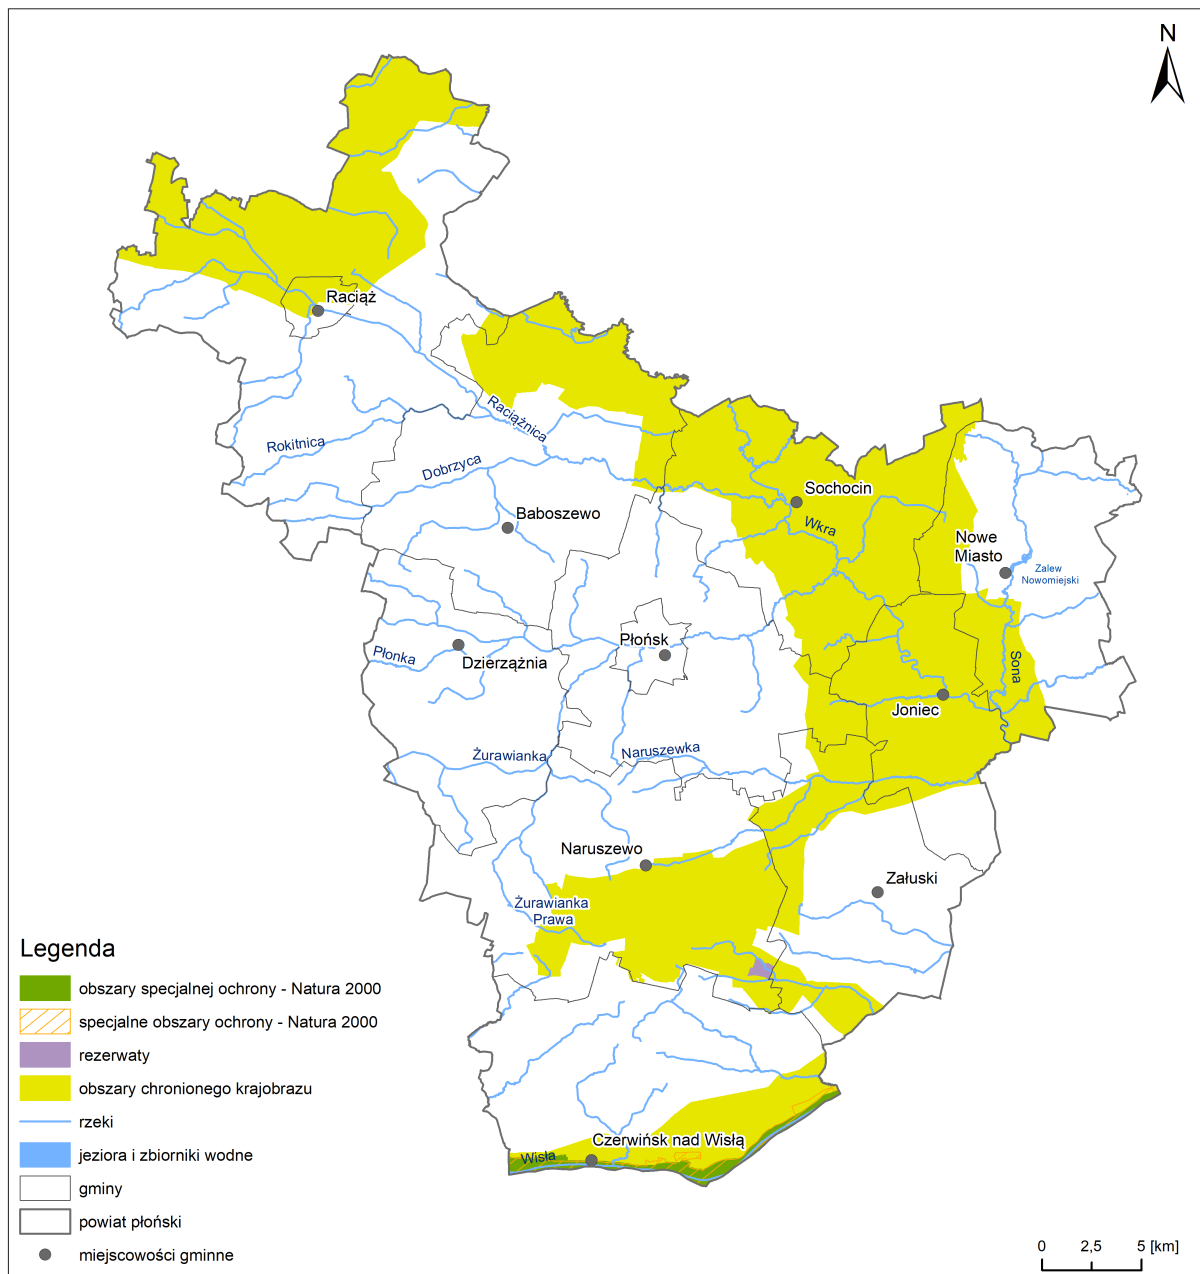 N
Raciąż
Raciążnica
Rokitnica
Dobrzyca
Sochocin
Baboszewo
Wkra
Nowe
Miasto
Zalew
Nowomiejski
Płońsk
Płonka
Dzierzążnia
Sona
Joniec
Żurawianka
Naruszewka
Naruszewo
Załuski
Żurawianka
Prawa
Czerwińsk nad Wisłą
Wisła
Legenda
obszary specjalnej ochrony - Natura 2000
specjalne obszary ochrony - Natura 2000
rezerwaty
obszary chronionego krajobrazu
rzeki
jeziora i zbiorniki wodne
gminy
powiat płoński
miejscowości gminne
0 2,5 5 [km]